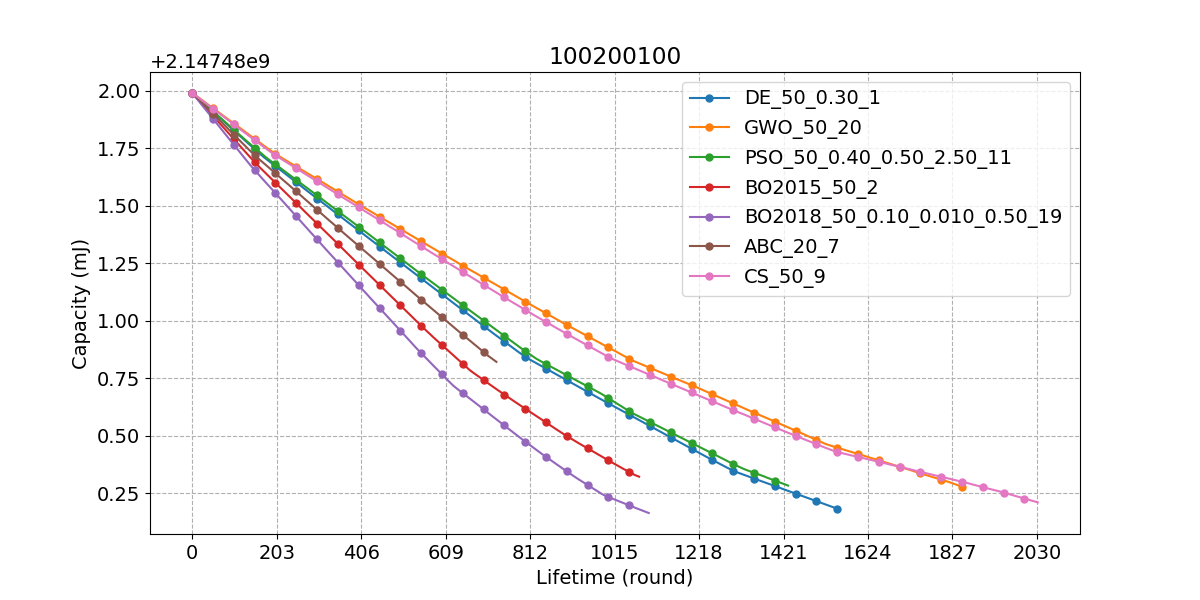 100200100
+2.14748e9
2.00
1.75
1.50
1.25
1.00
0.75
0.50
0.25
Capacity (mJ)
DE_50_0.30_1
GWO_50_20
PSO_50_0.40_0.50_2.50_11
BO2015_50_2
BO2018_50_0.10_0.010_0.50_19
ABC_20_7
CS_50_9
0 203 406 609 812 1015 1218 1421 1624 1827 2030
Lifetime (round)